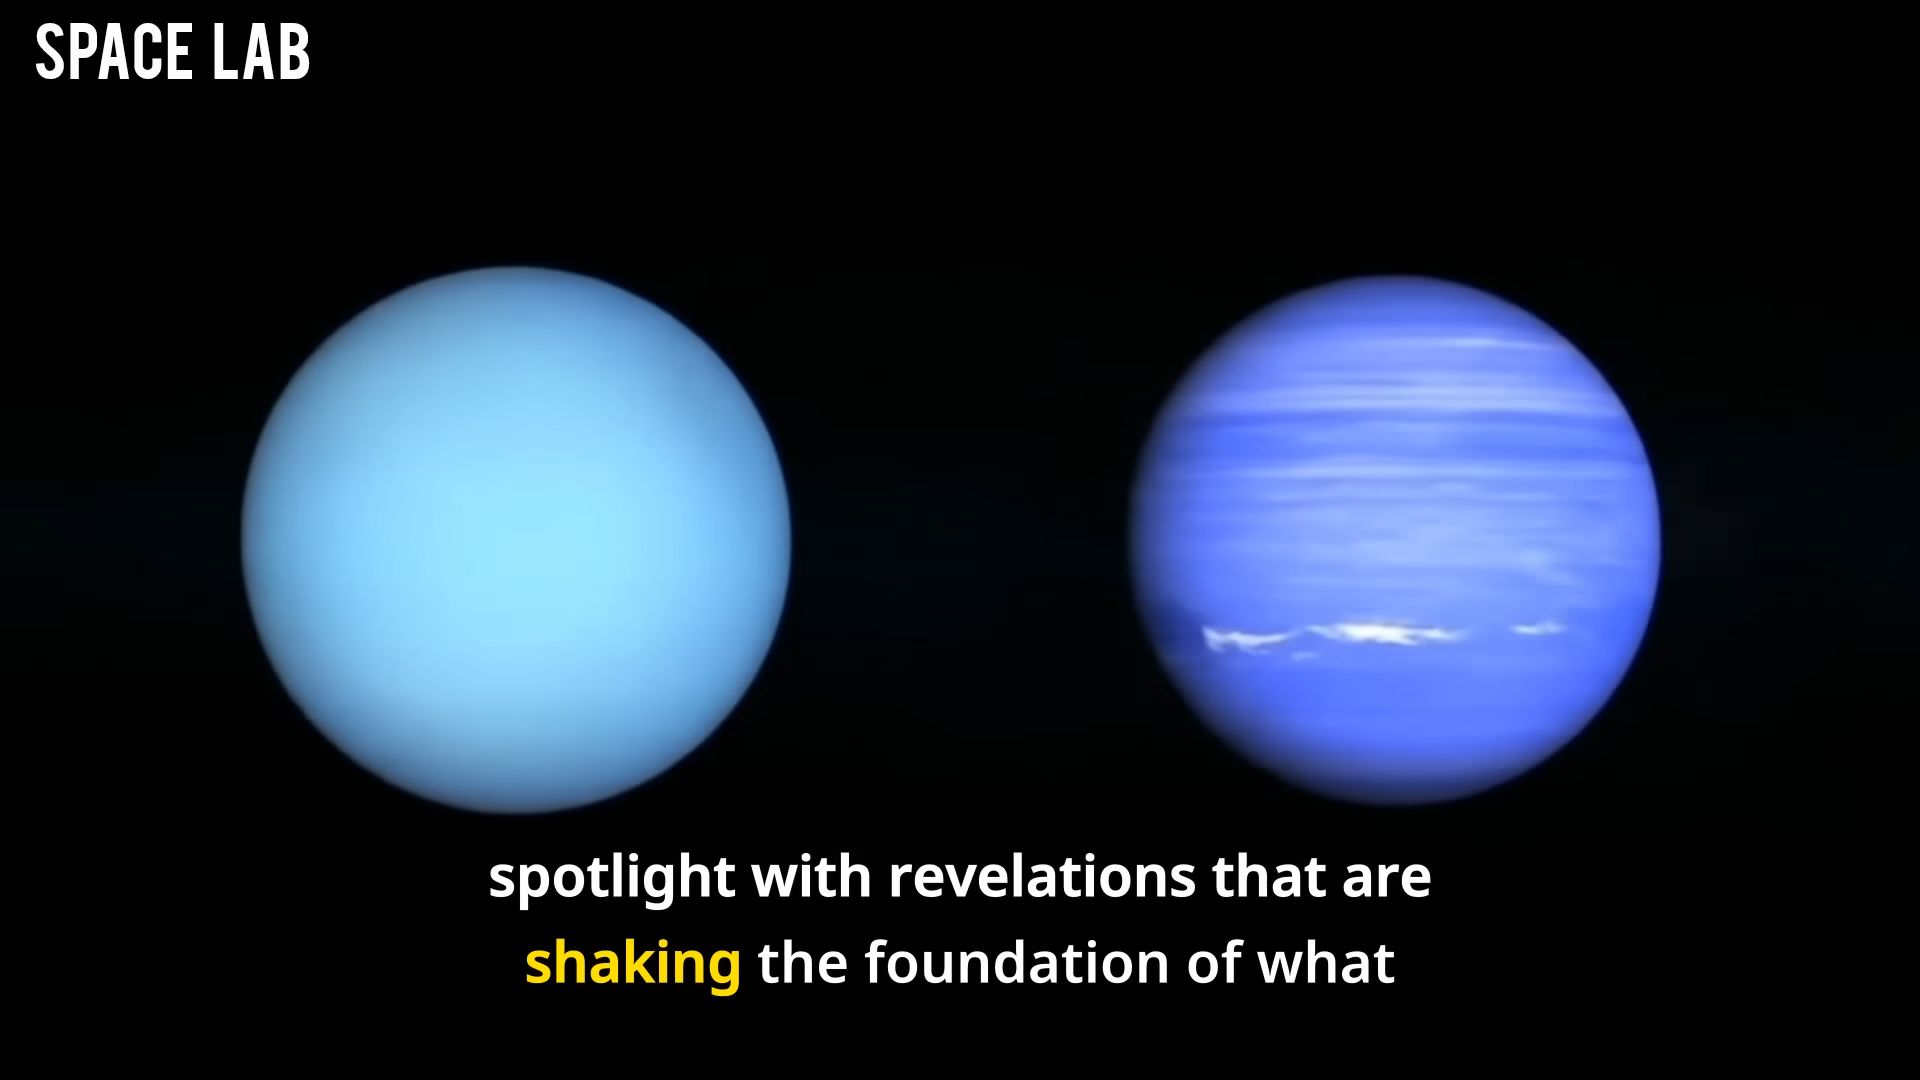 SPACE LAB
spotlight with revelations that are
shaking the foundation of what